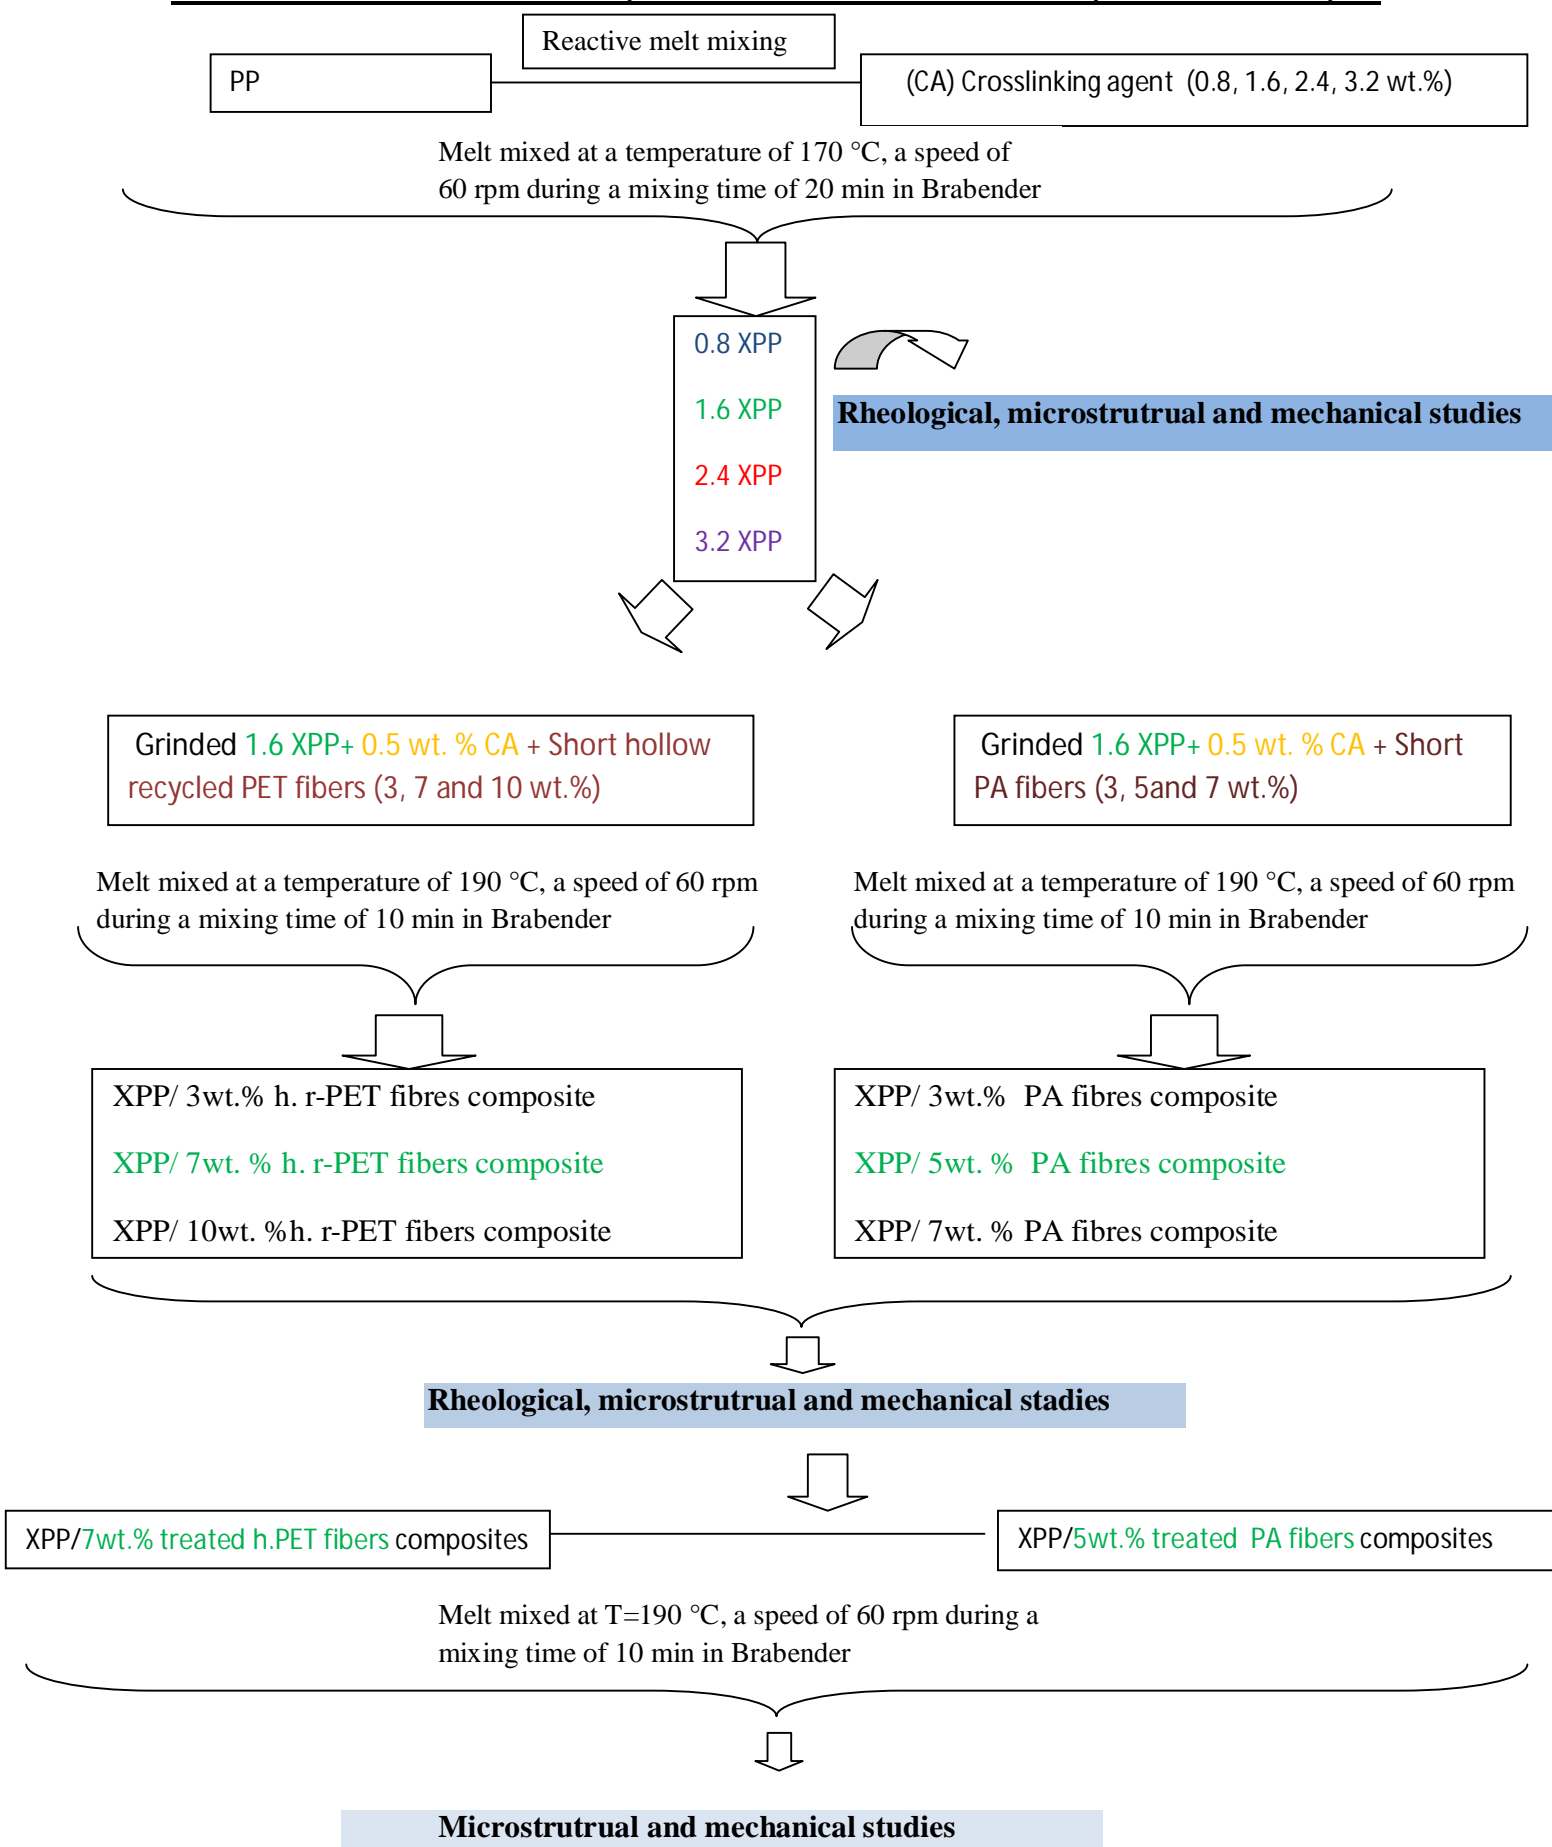 Reactive melt mixing
PP
(CA) Crosslinking agent (0.8, 1.6, 2.4, 3.2 wt.%)
Melt mixed at a temperature of 170 °C, a speed of
60 rpm during a mixing time of 20 min in Brabender
0.8 XPP
1.6 XPP
Rheological, microstrutrual and mechanical studies
2.4 XPP
3.2 XPP
Grinded 1.6 XPP+ 0.5 wt. % CA + Short hollow
recycled PET fibers (3, 7 and 10 wt.%)
Grinded 1.6 XPP+ 0.5 wt. % CA + Short
PA fibers (3, 5and 7 wt.%)
Melt mixed at a temperature of 190 °C, a speed of 60 rpm
during a mixing time of 10 min in Brabender
Melt mixed at a temperature of 190 °C, a speed of 60 rpm
during a mixing time of 10 min in Brabender
XPP/ 3wt.% h. r-PET fibres composite
XPP/ 7wt. % h. r-PET fibers composite
XPP/ 10wt. %h. r-PET fibers composite
XPP/ 3wt.% PA fibres composite
XPP/ 5wt. % PA fibres composite
XPP/ 7wt. % PA fibres composite
Rheological, microstrutrual and mechanical stadies
XPP/7wt.% treated h.PET fibers composites
XPP/5wt.% treated PA fibers composites
Melt mixed at T=190 °C, a speed of 60 rpm during a
mixing time of 10 min in Brabender
Microstrutrual and mechanical studies